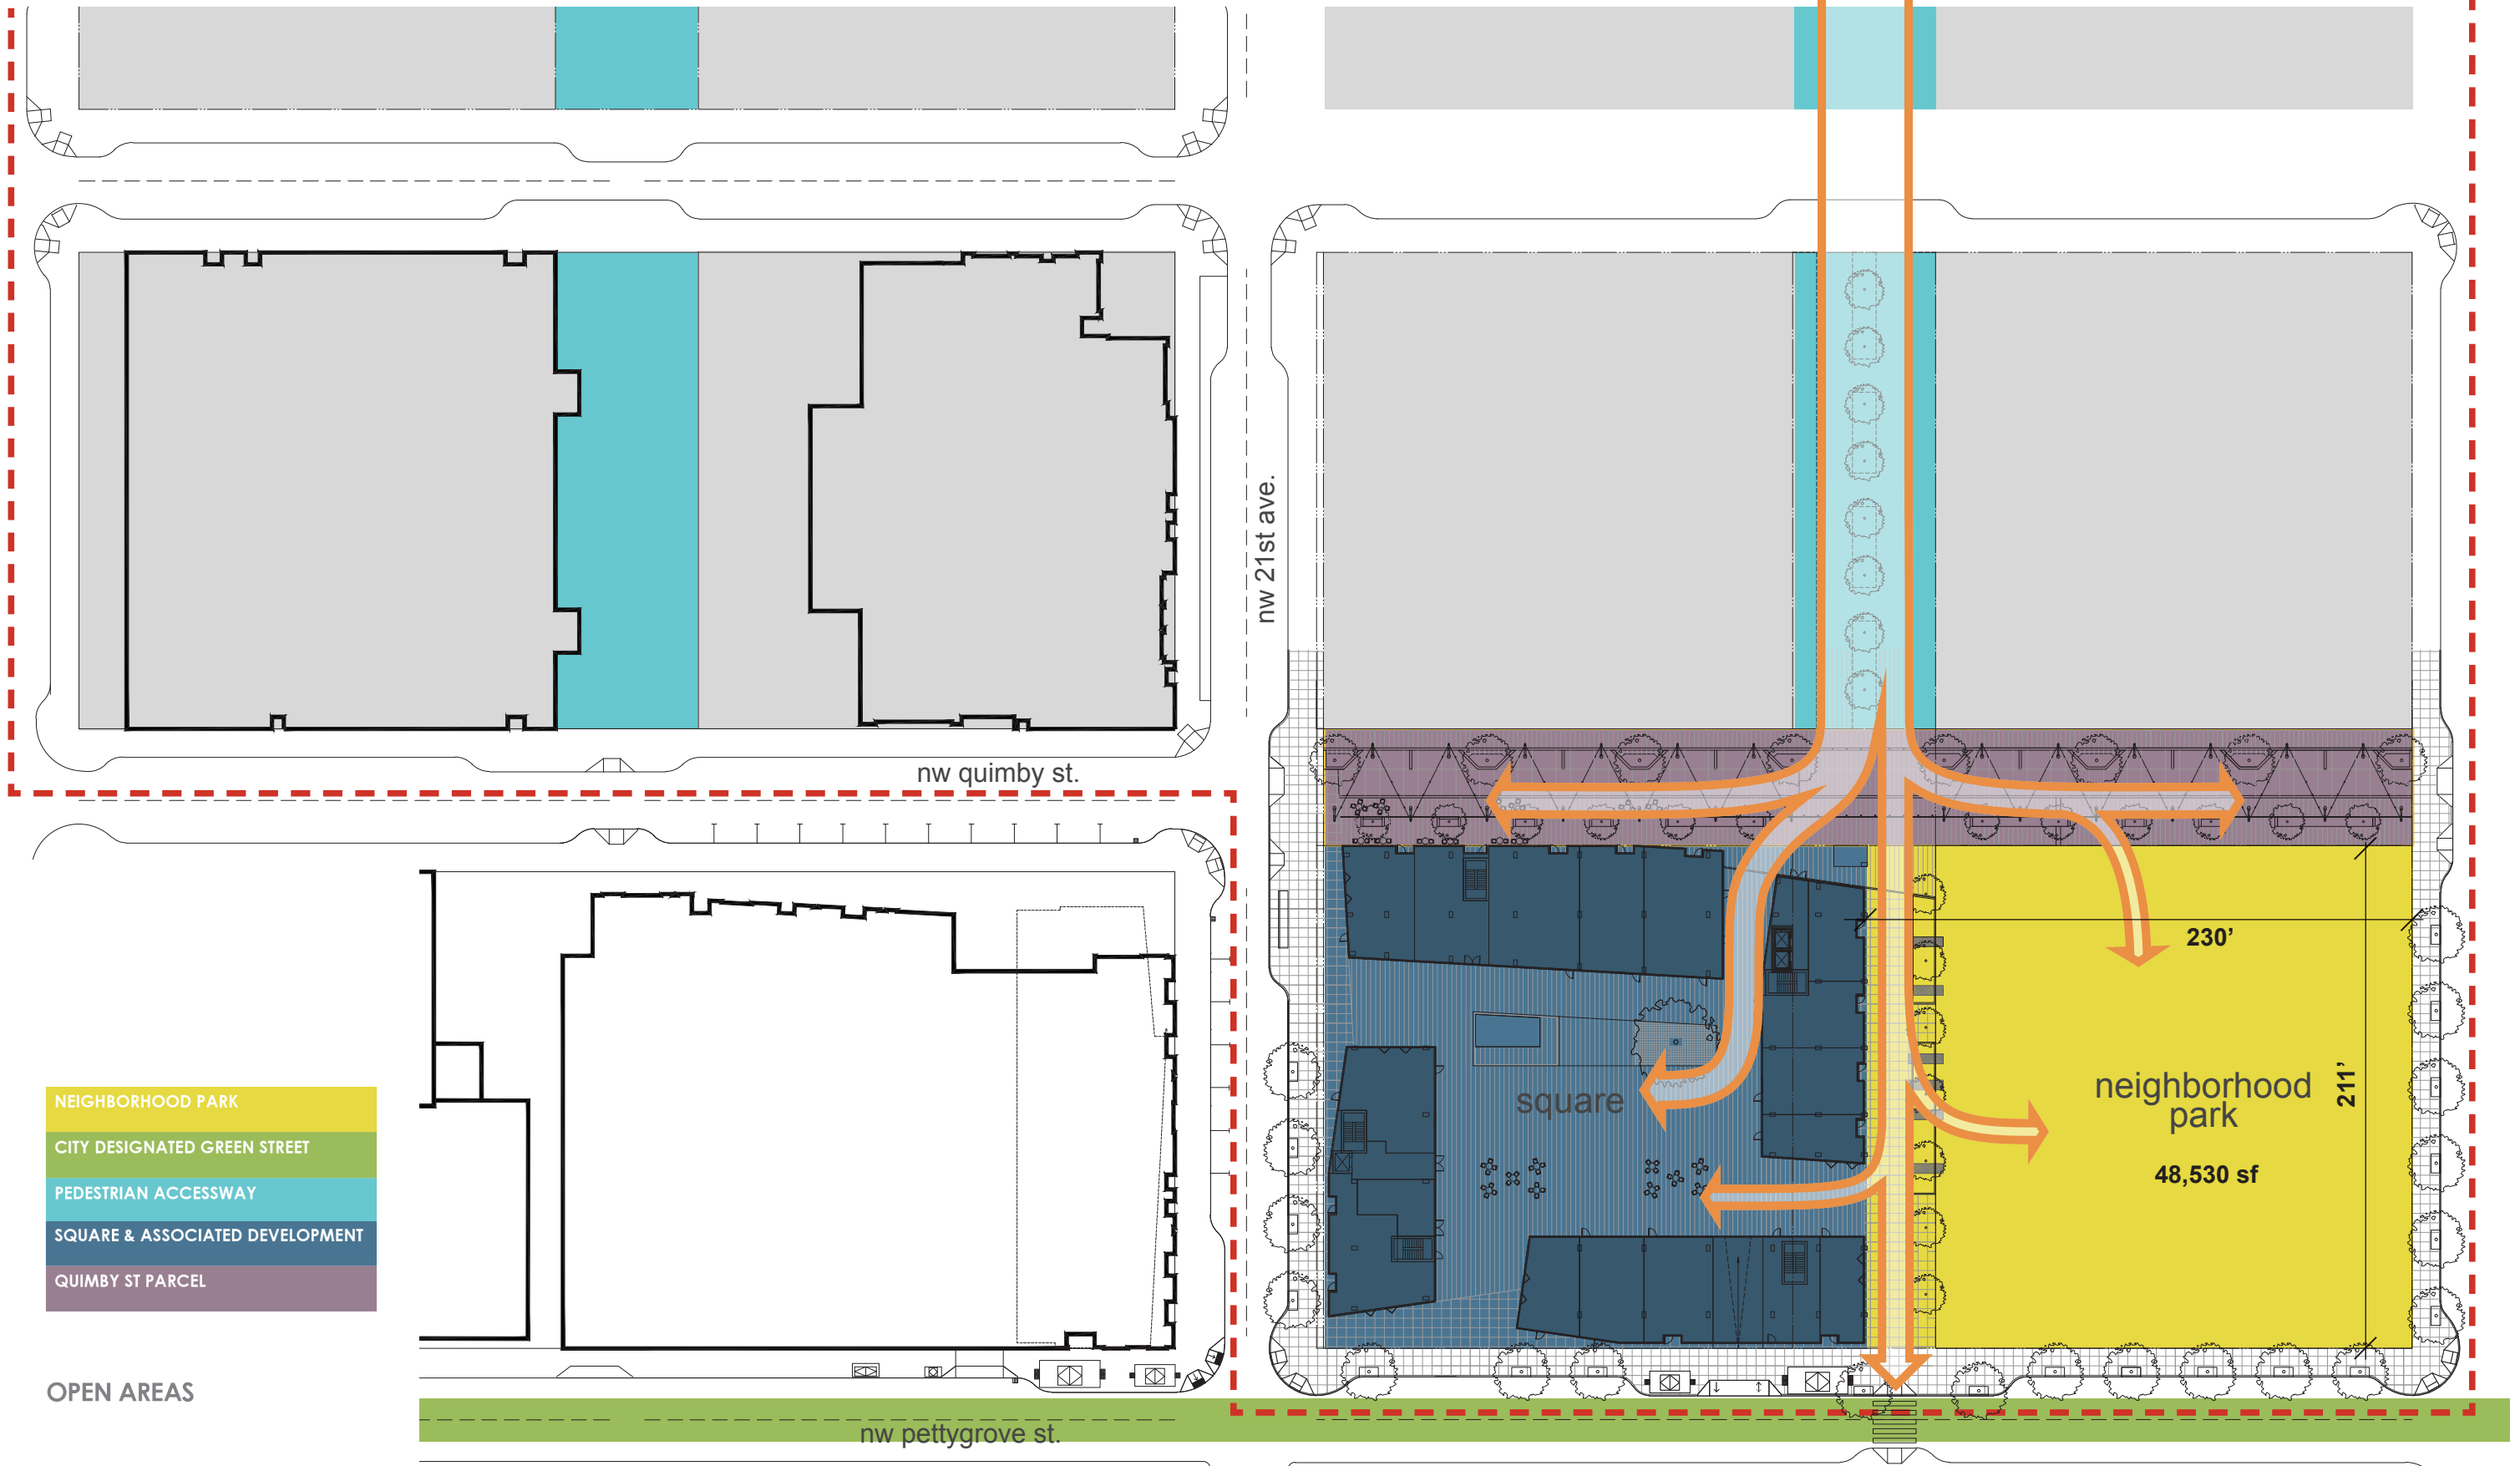 nw 21st ave.
nw quimby st.
230’
211’
neighborhood
park
48,530 sf
square
NEIGHBORHOOD PARK
CITY DESIGNATED GREEN STREET
PEDESTRIAN ACCESSWAY
SQUARE & ASSOCIATED DEVELOPMENT
QUIMBY ST PARCEL
OPEN AREAS
nw pettygrove st.